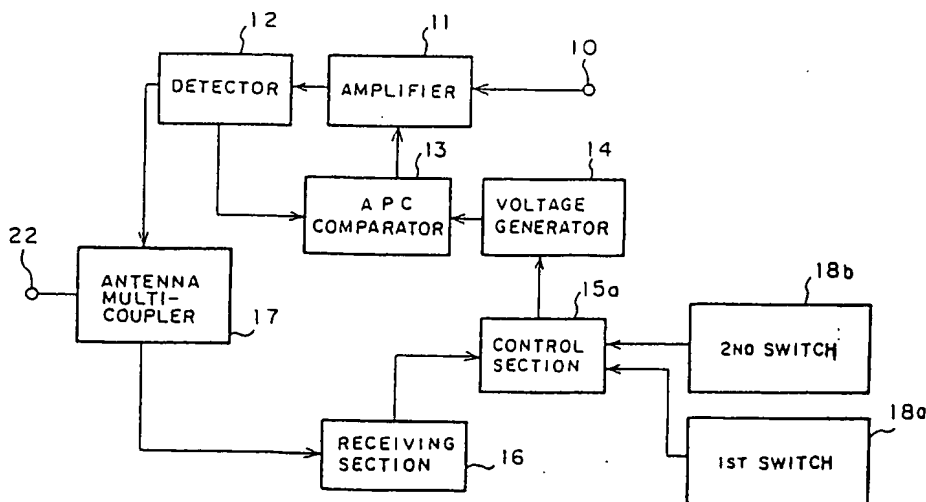 12
11
10
DETECTOR
AMPLIFIER
13
14
A P C
COMPARATOR
VOLTAGE
GENERATOR
22
ANTENNA
MULTI-
COUPLER
17
15a
18b
CONTROL
SECTION
2ND SWITCH
18a
RECEIVING
SECTION
16
1ST SWITCH